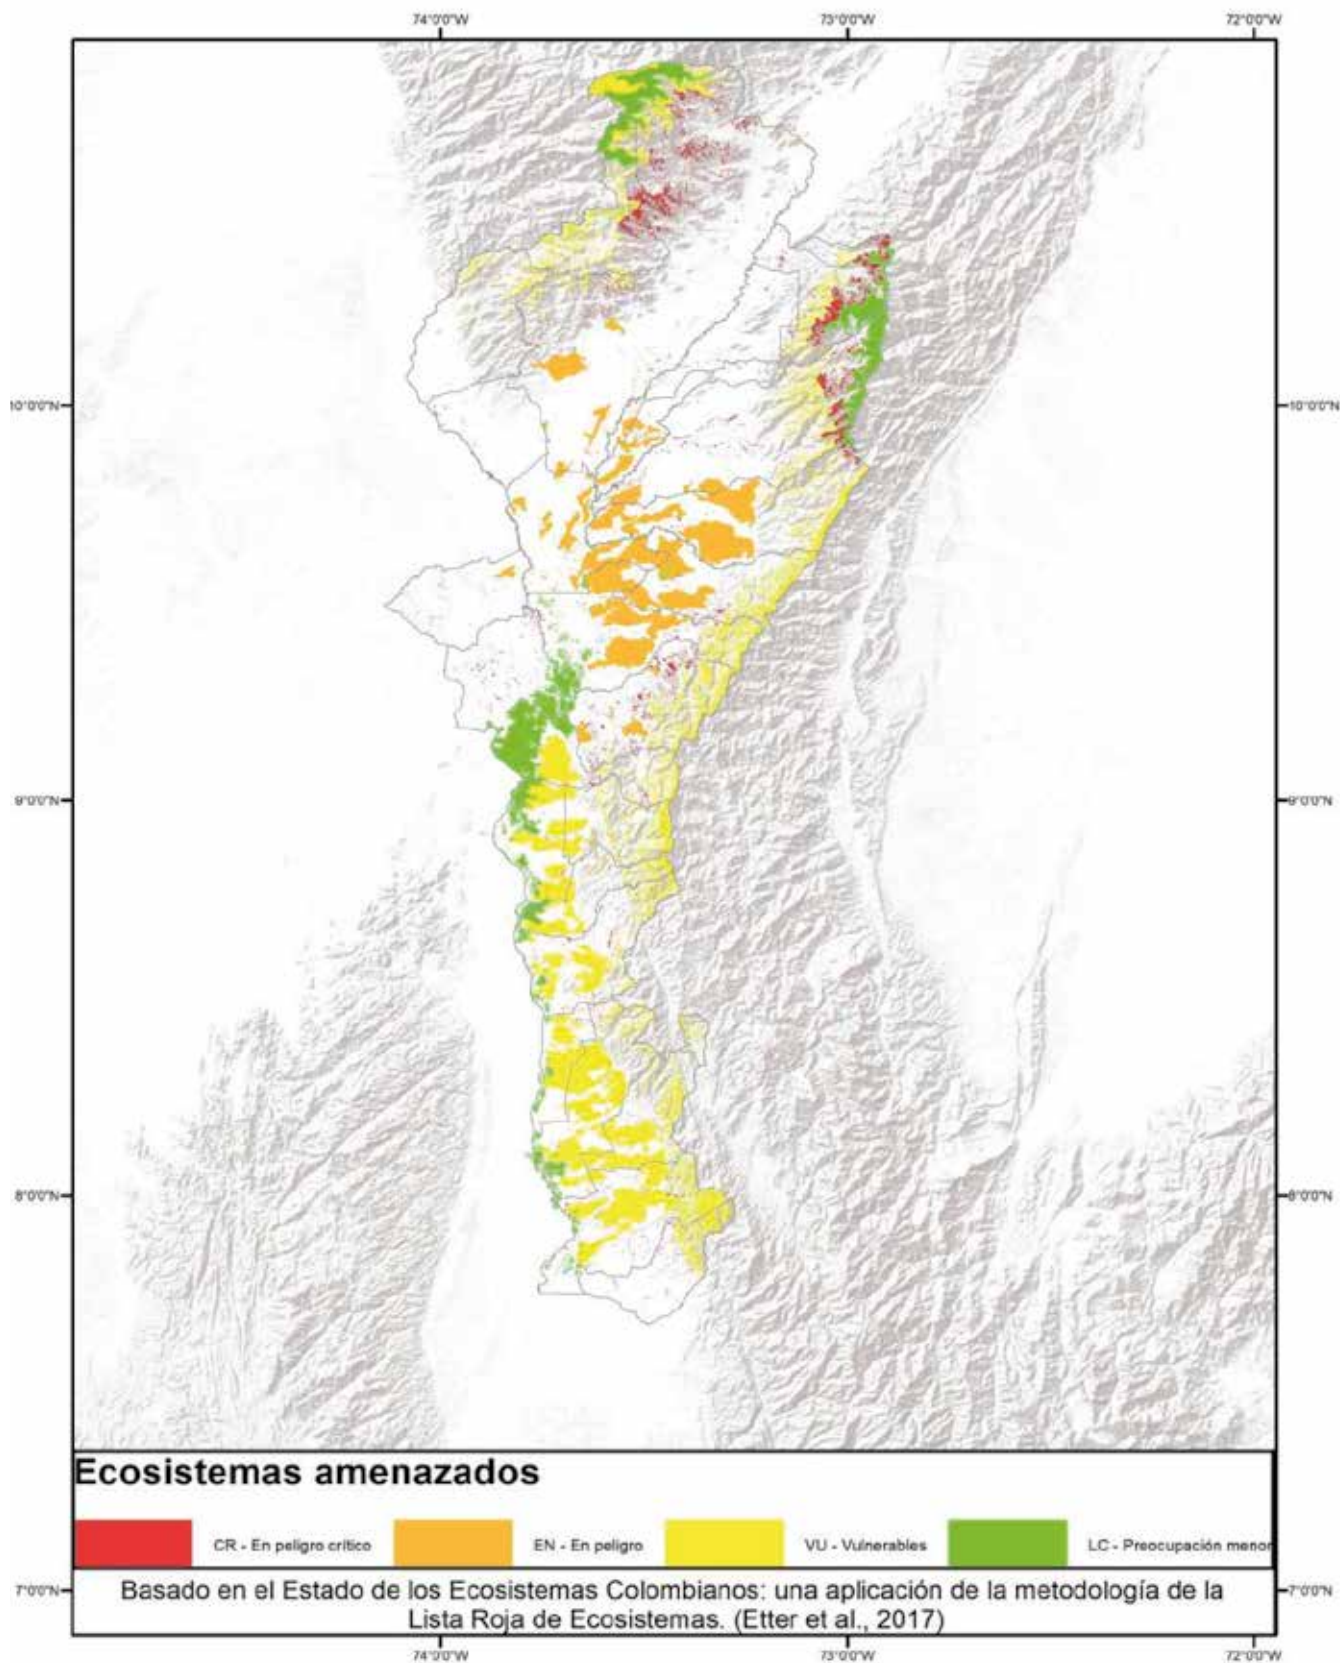 74°0'0"W 73°0'0"W 72°0'0"W
10°0'0"N 10°0'0"N
9°0'0"N 9°0'0"N
8°0'0"N 8°0'0"N
Ecosistemas amenazados
CR - En peligro crítico EN - En peligro VU - Vulnerables LC - Preocupación menor
7°0'0"N 7°0'0"N
Basado en el Estado de los Ecosistemas Colombianos: una aplicación de la metodología de la
Lista Roja de Ecosistemas. (Etter et al., 2017)
74°0'0"W 73°0'0"W 72°0'0"W